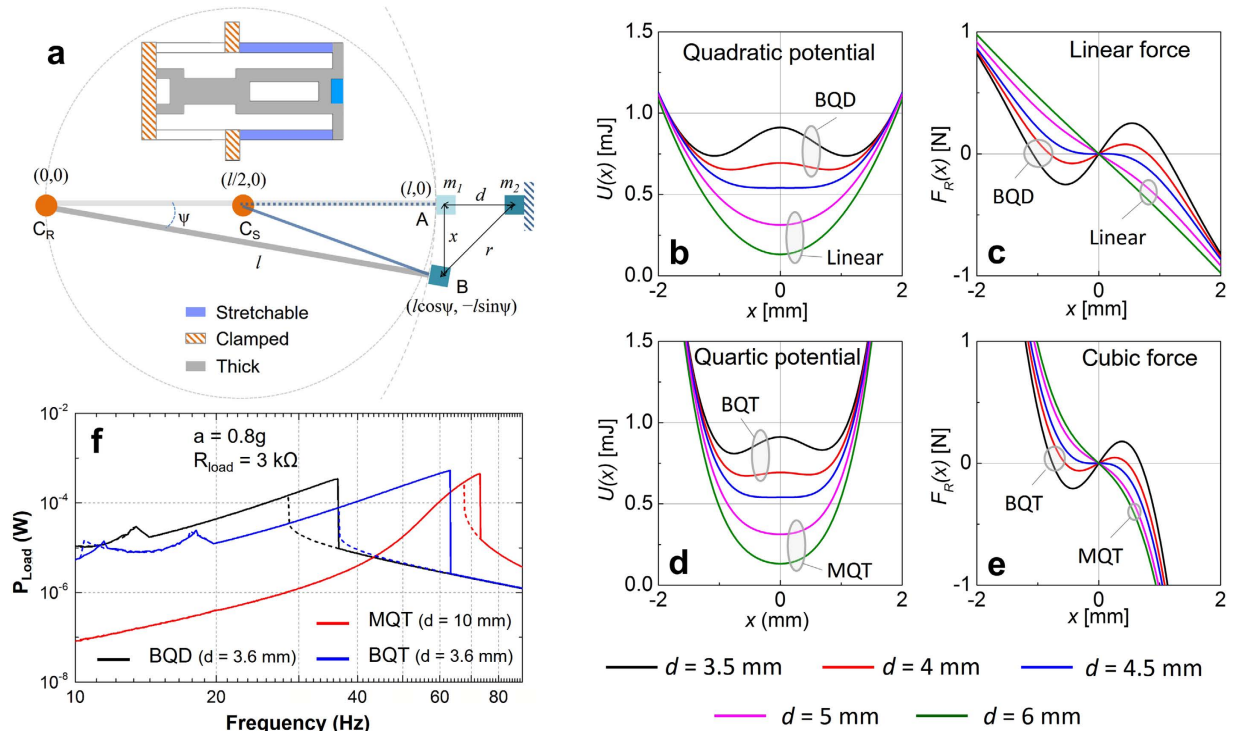 a
(0,0)
(l/2,0)
(l,0)
m1
m2
d
A
CR
CS
ψ
x
r
l
B
(lcosψ, −lsinψ)
Stretchable
Clamped
Thick
b
Quadratic potential
BQD
Linear
U(x) [mJ]
1.5
1.0
0.5
0.0
-2
-1
0
1
2
x [mm]
c
Linear force
BQD
Linear
FR(x) [N]
1
0
-1
-2
-1
0
1
2
x [mm]
d
Quartic potential
BQT
MQT
U(x) [mJ]
1.5
1.0
0.5
0.0
-2
-1
0
1
2
x (mm)
e
Cubic force
BQT
MQT
FR(x) [N]
1
0
-1
-2
-1
0
1
2
x [mm]
f
a = 0.8g
Rload = 3 kΩ
PLoad (W)
10-2
10-4
10-6
10-8
MQT (d = 10 mm)
BQD (d = 3.6 mm)
BQT (d = 3.6 mm)
10
20
40
60
80
Frequency (Hz)
d = 3.5 mm
d = 4 mm
d = 4.5 mm
d = 5 mm
d = 6 mm